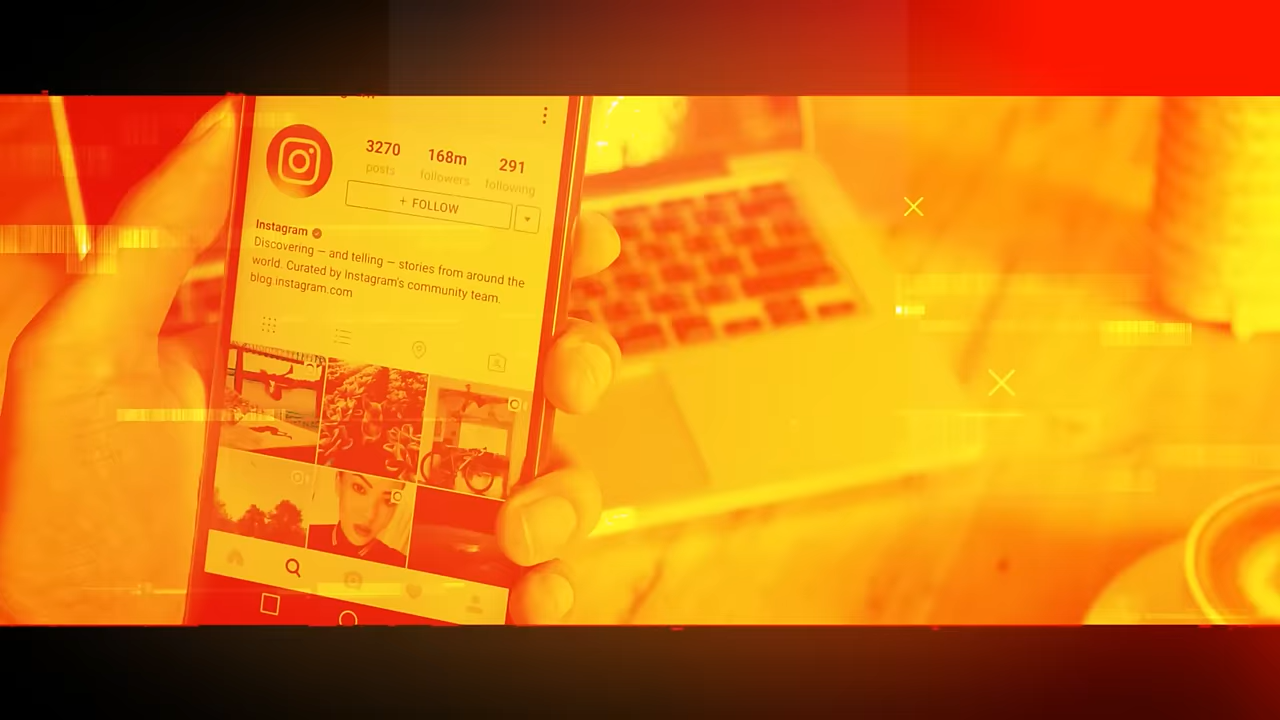 3270
168m
291
posts
followers
following
+ FOLLOW
Instagram
Discovering — and telling — stories from around the
world. Curated by Instagram's community team.
blog.instagram.com